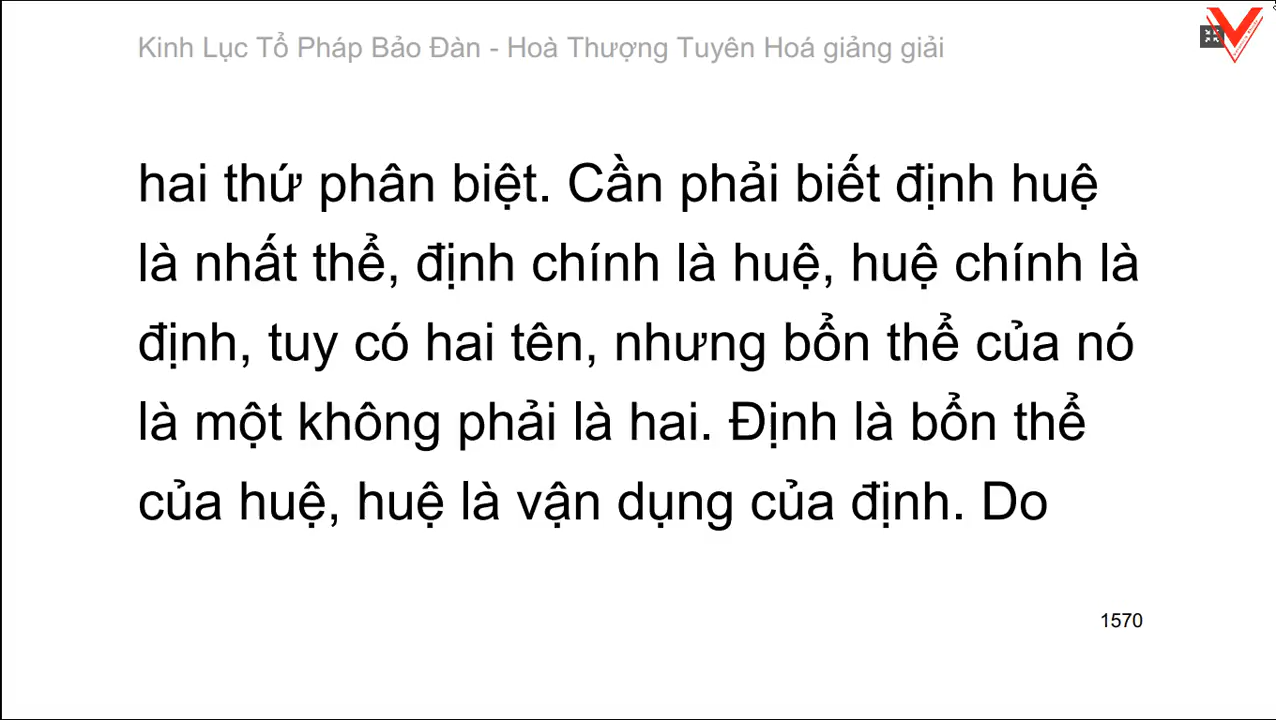 Kinh Lục Tổ Pháp Bảo Đàn - Hoà Thượng Tuyên Hoá giảng giải
hai thứ phân biệt. Cần phải biết định huệ
là nhất thể, định chính là huệ, huệ chính là
định, tuy có hai tên, nhưng bổn thể của nó
là một không phải là hai. Định là bổn thể
của huệ, huệ là vận dụng của định. Do
1570